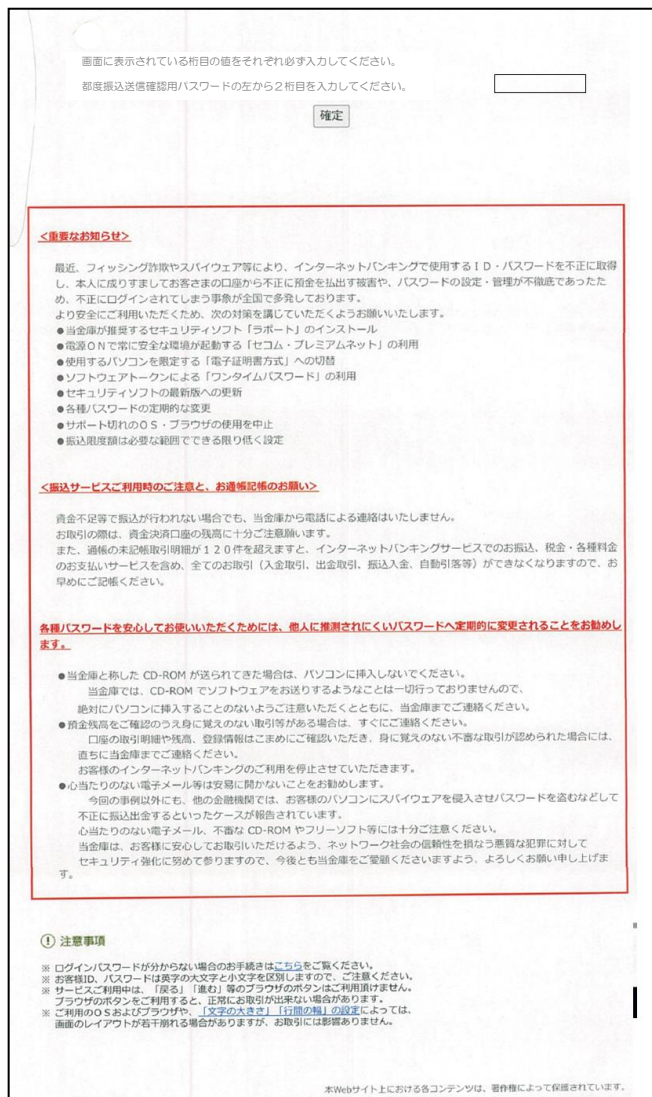 画面に表示されている桁目の値をそれぞれ必ず入力してください。
都度振込送信確認用パスワードの左から２桁目を入力してください。
確定
＜重要なお知らせ＞
最近、フィッシング詐欺やスパイウェア等により、インターネットバンキングで使用するＩＤ・パスワードを不正に取得
し、本人に成りすましてお客さまの口座から不正に預金を払出す被害や、パスワードの設定・管理が不徹底であったた
め、不正にログインされてしまう事象が全国で多発しております。
より安全にご利用いただくため、次の対策を講じていただくようお願いいたします。
●当金庫が推奨するセキュリティソフト「ラポート」のインストール
●電源ＯＮで常に安全な環境が起動する「セコム・プレミアムネット」の利用
●使用するパソコンを限定する「電子証明書方式」への切替
●ソフトウェアトークンによる「ワンタイムパスワード」の利用
●セキュリティソフトの最新版への更新
●各種パスワードの定期的な変更
●サポート切れのＯＳ・ブラウザの使用を中止
●振込限度額は必要な範囲でできる限り低く設定
＜振込サービスご利用時のご注意と、お通帳記帳のお願い＞
資金不足等で振込が行われない場合でも、当金庫から電話による連絡はいたしません。
お取引の際は、資金決済口座の残高に十分ご注意願います。
また、通帳の未記帳取引明細が１２０件を超えますと、インターネットバンキングサービスでのお振込、税金・各種料金
のお支払いサービスを含め、全てのお取引（入金取引、出金取引、振込入金、自動引落等）ができなくなりますので、お
早めにご記帳ください。
各種パスワードを安心してお使いいただくためには、他人に推測されにくいパスワードへ定期的に変更されることをお勧めし
ます。
●当金庫と称した CD-ROM が送られてきた場合は、パソコンに挿入しないでください。
当金庫では、CD-ROM でソフトウェアをお送りするようなことは一切行っておりませんので、
絶対にパソコンに挿入することのないようご注意いただくとともに、当金庫までご連絡ください。
●預金残高をご確認のうえ身に覚えのない取引等がある場合は、すぐにご連絡ください。
口座の取引明細や残高、登録情報はこまめにご確認いただき、身に覚えのない不審な取引が認められた場合には、
直ちに当金庫までご連絡ください。
お客様のインターネットバンキングのご利用を停止させていただきます。
●心当たりのない電子メール等は安易に開かないことをお勧めします。
今回の事例以外にも、他の金融機関では、お客様のパソコンにスパイウェアを侵入させパスワードを盗むなどして
不正に振込出金するといったケースが報告されています。
心当たりのない電子メール、不審な CD-ROM やフリーソフト等には十分ご注意ください。
当金庫は、お客様に安心してお取引いただけるよう、ネットワーク社会の信頼性を損なう悪質な犯罪に対して
セキュリティ強化に努めて参りますので、今後とも当金庫をご愛顧くださいますよう、よろしくお願い申し上げま
す。
注意事項
※ ログインパスワードが分からない場合のお手続きはこちらをご覧ください。
※ お客様ID、パスワードは英字の大文字と小文字を区別しますので、ご注意ください。
※ サービスご利用中は、「戻る」「進む」等のブラウザのボタンはご利用頂けません。
ブラウザのボタンをご利用すると、正常にお取引が出来ない場合があります。
※ ご利用のＯＳおよびブラウザや、「文字の大きさ」「行間の幅」の設定によっては、
画面のレイアウトが若干崩れる場合がありますが、お取引には影響ありません。
本Webサイト上における各コンテンツは、著作権によって保護されています。